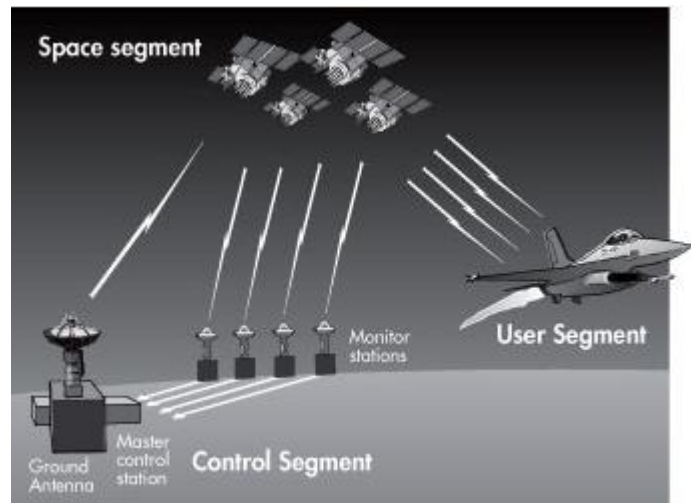 Space segment
User Segment
Monitor
stations
Control Segment
Master
control
station
Ground
Antenna